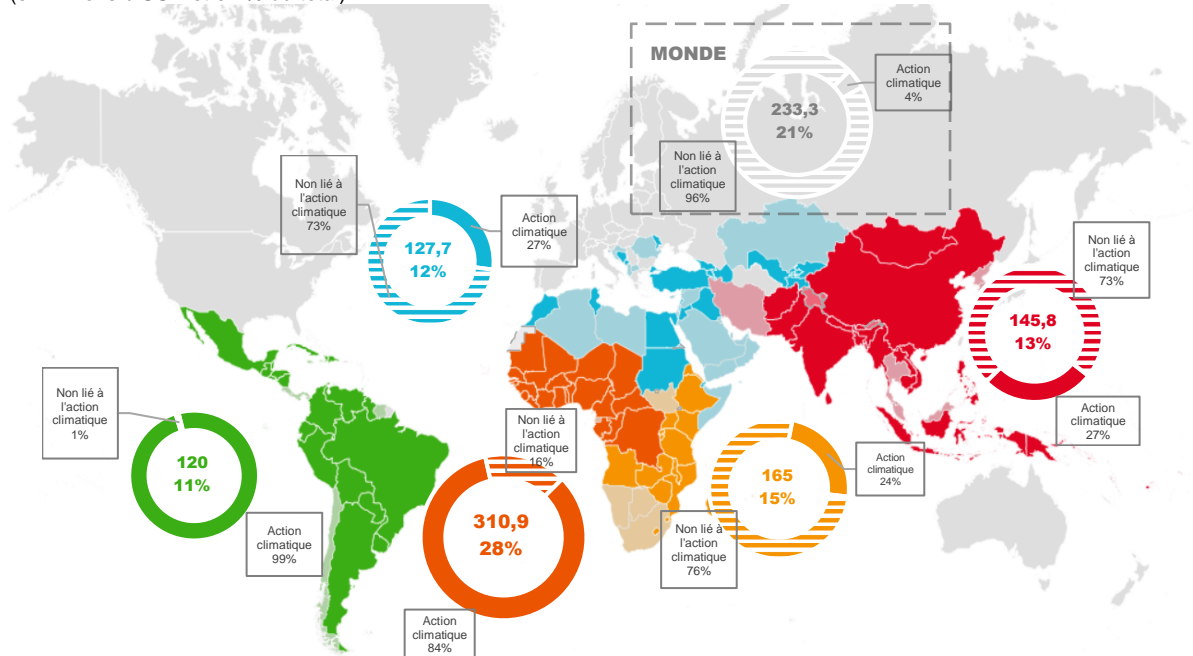 MONDE
Action
climatique
4%
233,3
21%
Non lié à
l'action
climatique
96%
Non lié à
l'action
climatique
73%
Action
climatique
27%
127,7
12%
Non lié à
l'action
climatique
73%
145,8
13%
Action
climatique
27%
Non lié à
l'action
climatique
1%
120
11%
Action
climatique
99%
Non lié à
l'action
climatique
16%
310,9
28%
Action
climatique
84%
165
15%
Action
climatique
24%
Non lié à
l'action
climatique
76%